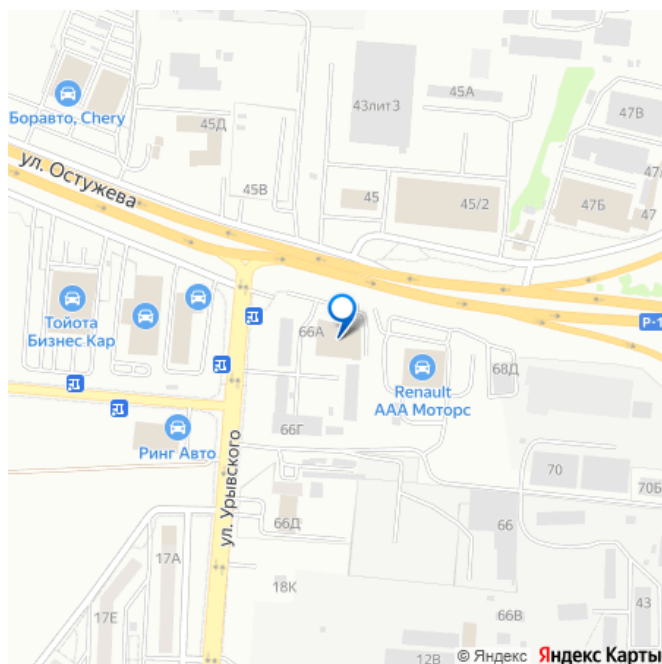 43литЗ
45А
Боравто, Chery
45Д
47В
ул. Остужева
45В
45
45/2
47Б
47
Тойота
Бизнес Кар
66А
Р-1
Renault
ААА Моторс
68Д
66Г
Ринг Авто
ул. Урывского
70
70Б
66
66Д
17А
18К
17Е
66В
43
12В
© Яндекс Яндекс Карты